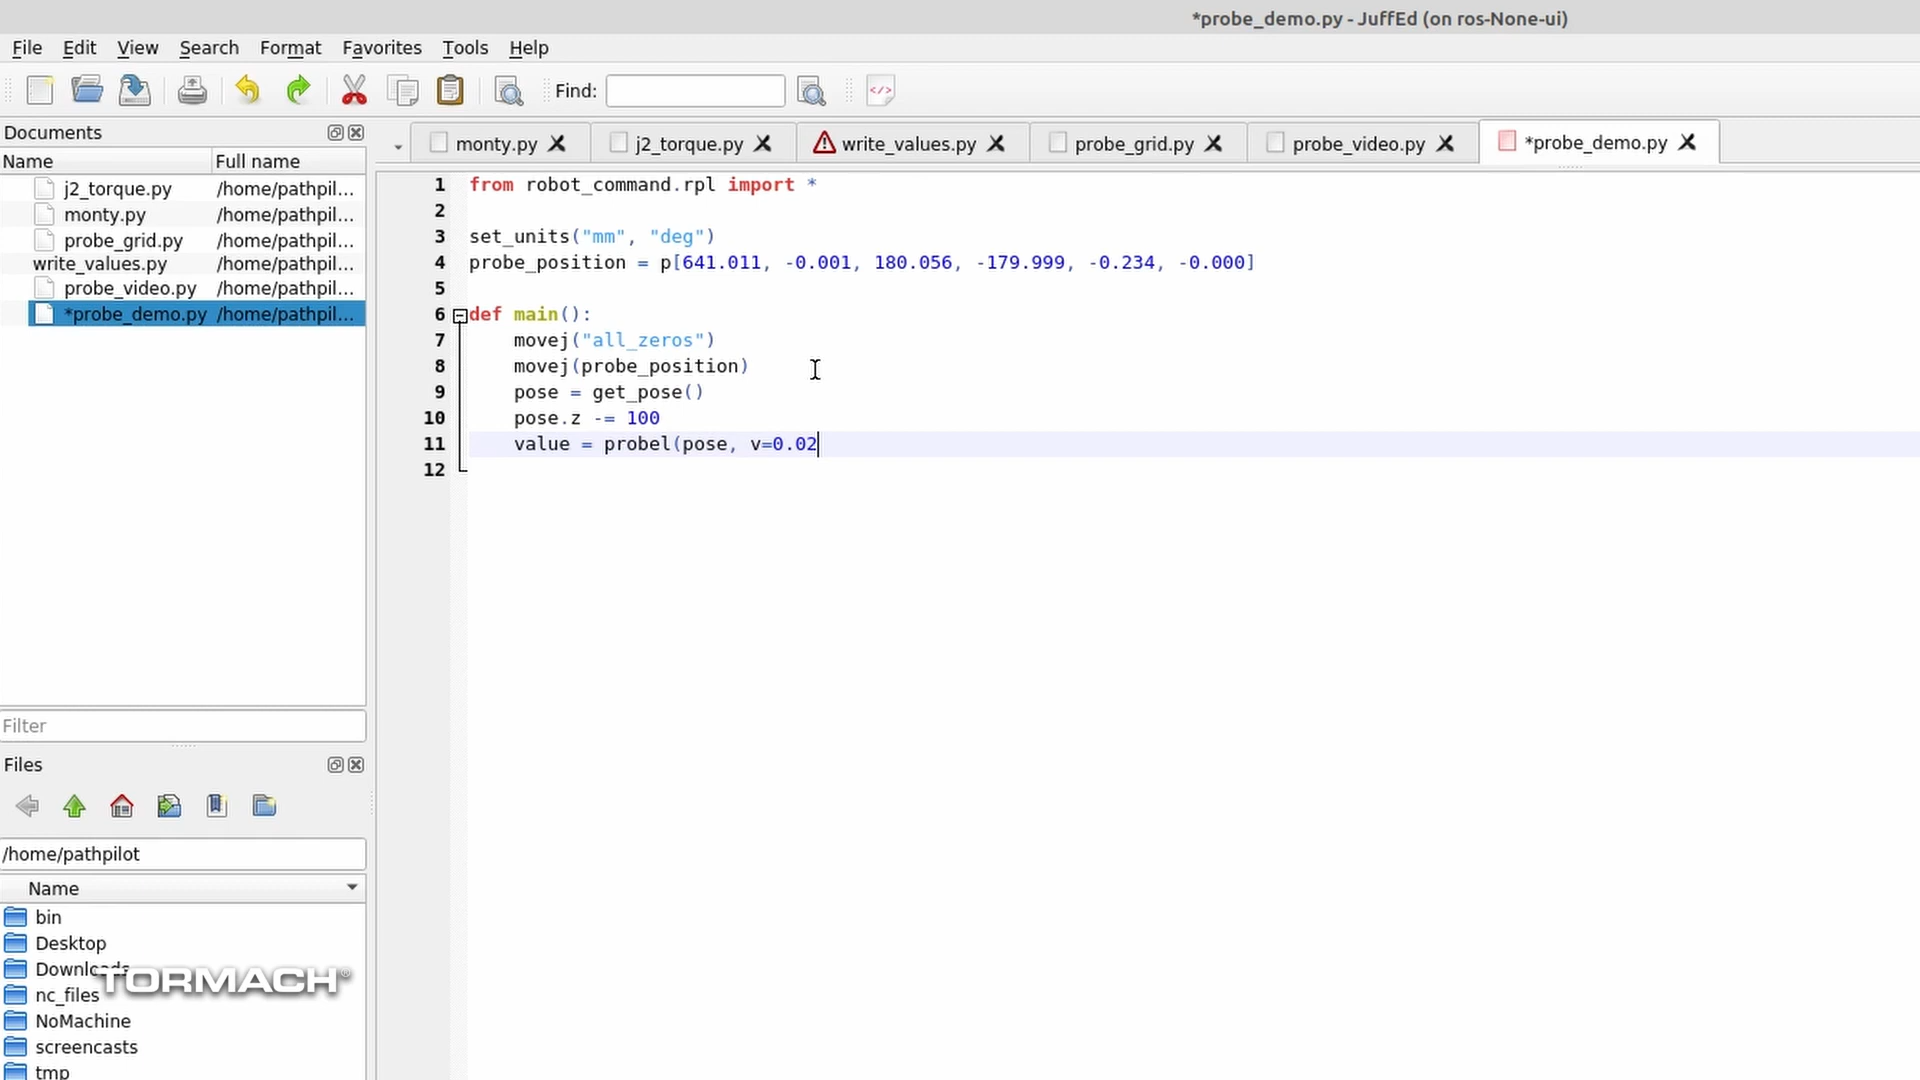 *probe_demo.py - JuffEd (on ros-None-ui)
File Edit View Search Format Favorites Tools Help
Find:
Documents
Name Full name
j2_torque.py /home/pathpil...
monty.py /home/pathpil...
probe_grid.py /home/pathpil...
write_values.py /home/pathpil...
probe_video.py /home/pathpil...
*probe_demo.py /home/pathpil...
Filter
Files
/home/pathpilot
Name
bin
Desktop
Downloads
nc_files
NoMachine
screencasts
tmp
TORMACH®
monty.py j2_torque.py write_values.py probe_grid.py probe_video.py *probe_demo.py
1 from robot_command.rpl import *
2
3 set_units("mm", "deg")
4 probe_position = p[641.011, -0.001, 180.056, -179.999, -0.234, -0.000]
5
6 def main():
7 movej("all_zeros")
8 movej(probe_position)
9 pose = get_pose()
10 pose.z -= 100
11 value = probel(pose, v=0.02
12